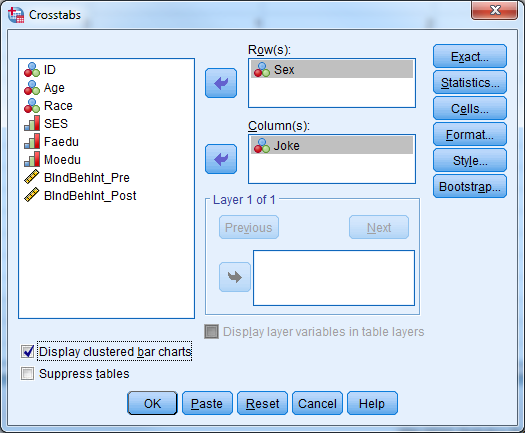 Crosstabs
ID
Age
Race
SES
Faedu
Moedu
BIndBehInt_Pre
BIndBehInt_Post
Row(s):
Sex
Column(s):
Joke
Layer 1 of 1
Previous
Next
Display layer variables in table layers
Exact...
Statistics...
Cells...
Format...
Style...
Bootstrap...
Display clustered bar charts
Suppress tables
OK
Paste
Reset
Cancel
Help